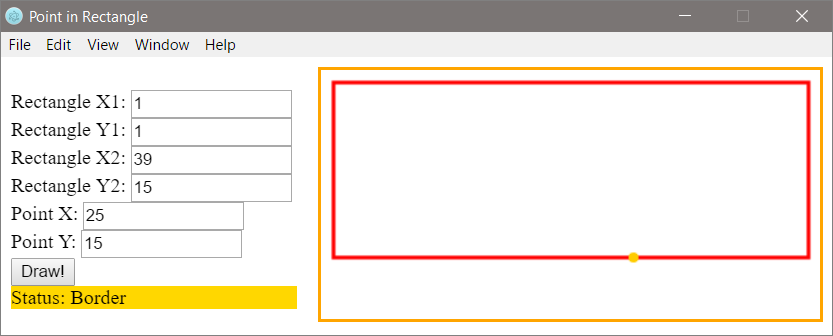 Point in Rectangle
File Edit View Window Help
Rectangle X1: 1
Rectangle Y1: 1
Rectangle X2: 39
Rectangle Y2: 15
Point X: 25
Point Y: 15
Draw!
Status: Border